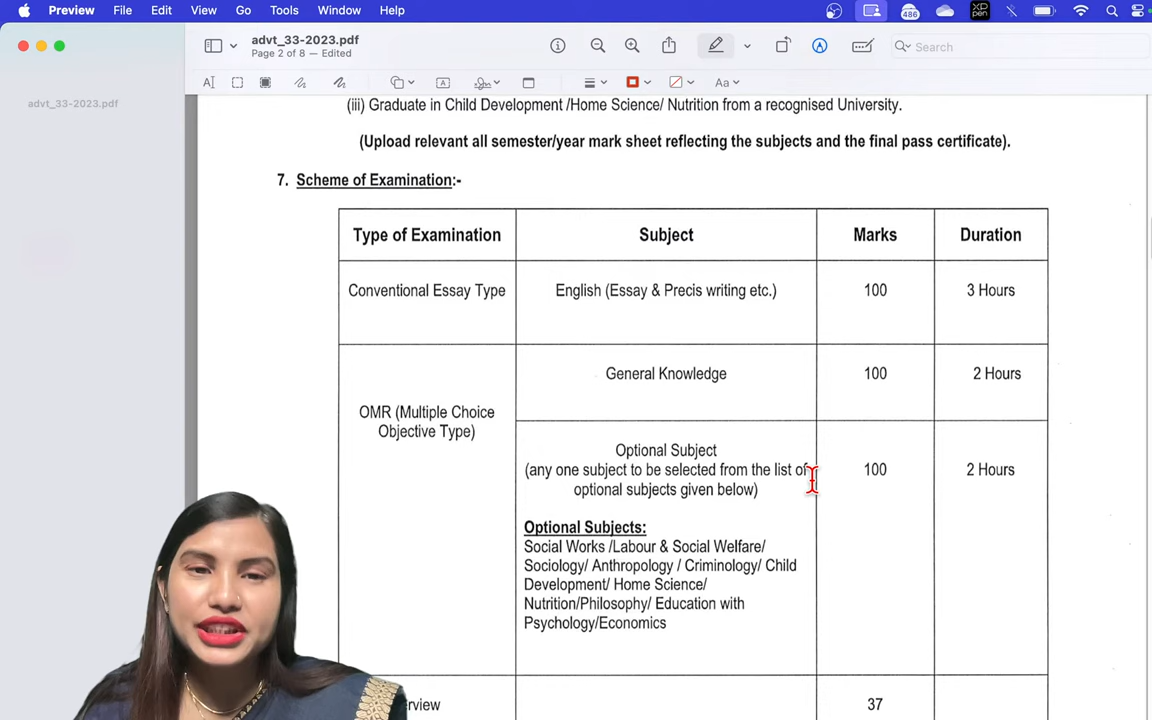 Preview File Edit View Go Tools Window Help
486
XP
pen
advt_33-2023.pdf
Page 2 of 8 — Edited
Search
Aa
advt_33-2023.pdf
(iii) Graduate in Child Development /Home Science/ Nutrition from a recognised University.
(Upload relevant all semester/year mark sheet reflecting the subjects and the final pass certificate).
7. Scheme of Examination:-
Type of Examination Subject Marks Duration
Conventional Essay Type English (Essay & Precis writing etc.) 100 3 Hours
General Knowledge 100 2 Hours
OMR (Multiple Choice
Objective Type)
Optional Subject
(any one subject to be selected from the list of 100 2 Hours
optional subjects given below)
Optional Subjects:
Social Works /Labour & Social Welfare/
Sociology/ Anthropology / Criminology/ Child
Development/ Home Science/
Nutrition/Philosophy/ Education with
Psychology/Economics
37